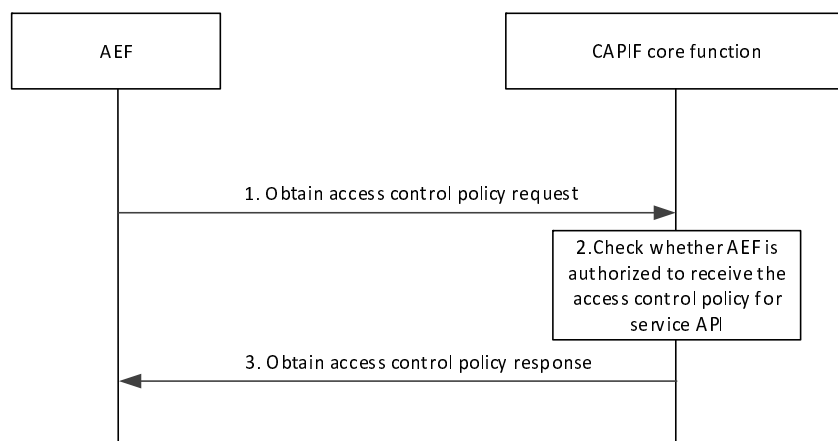 AEF
CAPIF core function
1. Obtain access control policy request
2.Check whether AEF is
authorized to receive the
access control policy for
service API
3. Obtain access control policy response